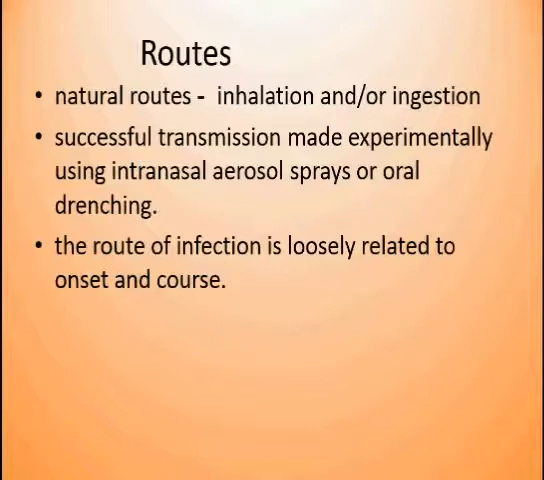 Routes
• natural routes - inhalation and/or ingestion
• successful transmission made experimentally
using intranasal aerosol sprays or oral
drenching.
• the route of infection is loosely related to
onset and course.